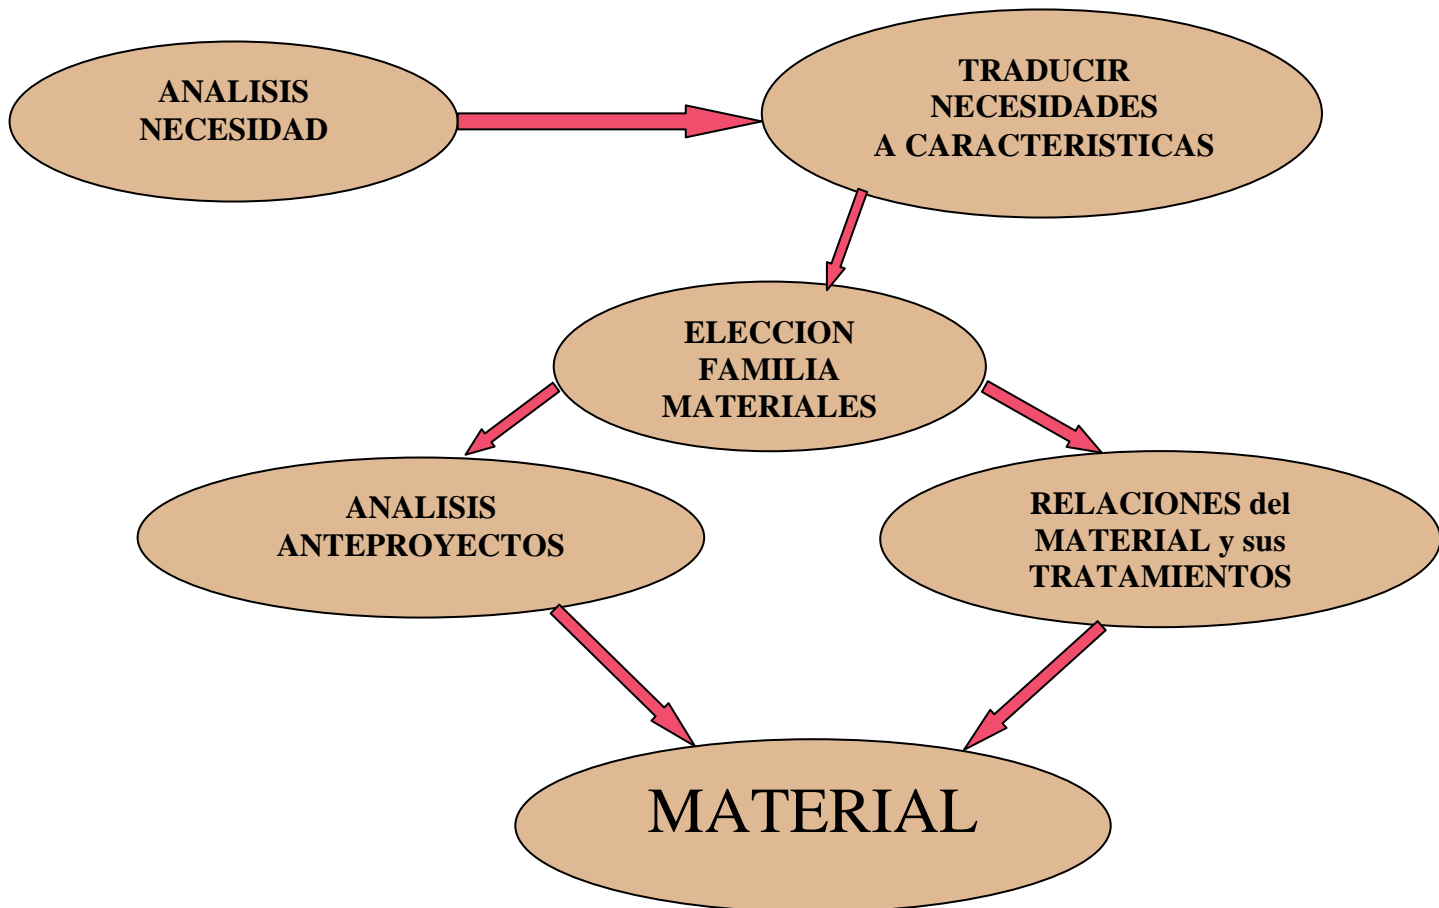 ANALISIS
NECESIDAD
TRADUCIR
NECESIDADES
A CARACTERISTICAS
ELECCION
FAMILIA
MATERIALES
ANALISIS
ANTEPROYECTOS
RELACIONES del
MATERIAL y sus
TRATAMIENTOS
MATERIAL